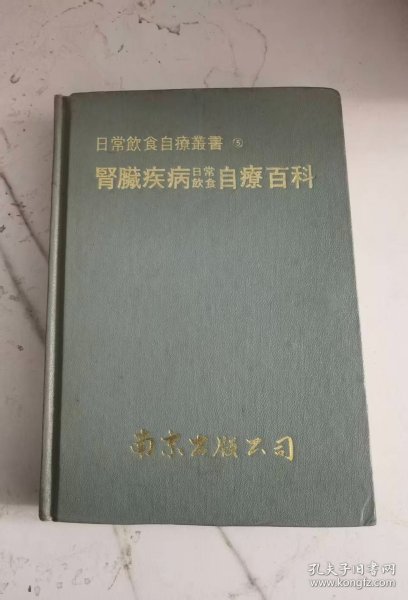 日常飲食自療叢書 ⑤
腎臟疾病日常飲食自療百科
南京出版公司
孔夫子旧书网
www.kongfz.com